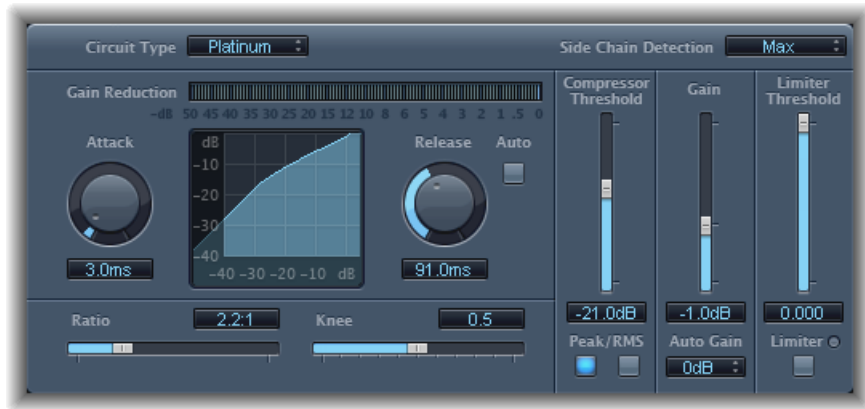 Circuit Type Platinum Side Chain Detection Max
Gain Reduction
-dB 50 45 40 35 30 25 20 15 12 10 8 6 5 4 3 2 1 .5 0
Attack
3.0ms
dB
-10
-20
-30
-40
-40 -30 -20 -10 dB
Release
91.0ms
Auto
Ratio 2.2:1
Knee 0.5
Compressor
Threshold
-21.0dB
Peak/RMS
Gain
-1.0dB
Auto Gain
0dB
Limiter
Threshold
0.000
Limiter